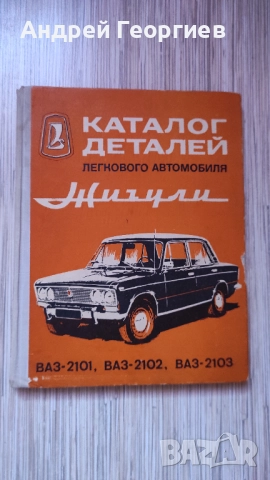 Андрей Георгиев
КАТАЛОГ
ДЕТАЛЕЙ
ЛЕГКОВОГО АВТОМОБИЛЯ
Жигули
ВАЗ-2101, ВАЗ-2102, ВАЗ-2103
BAZAR